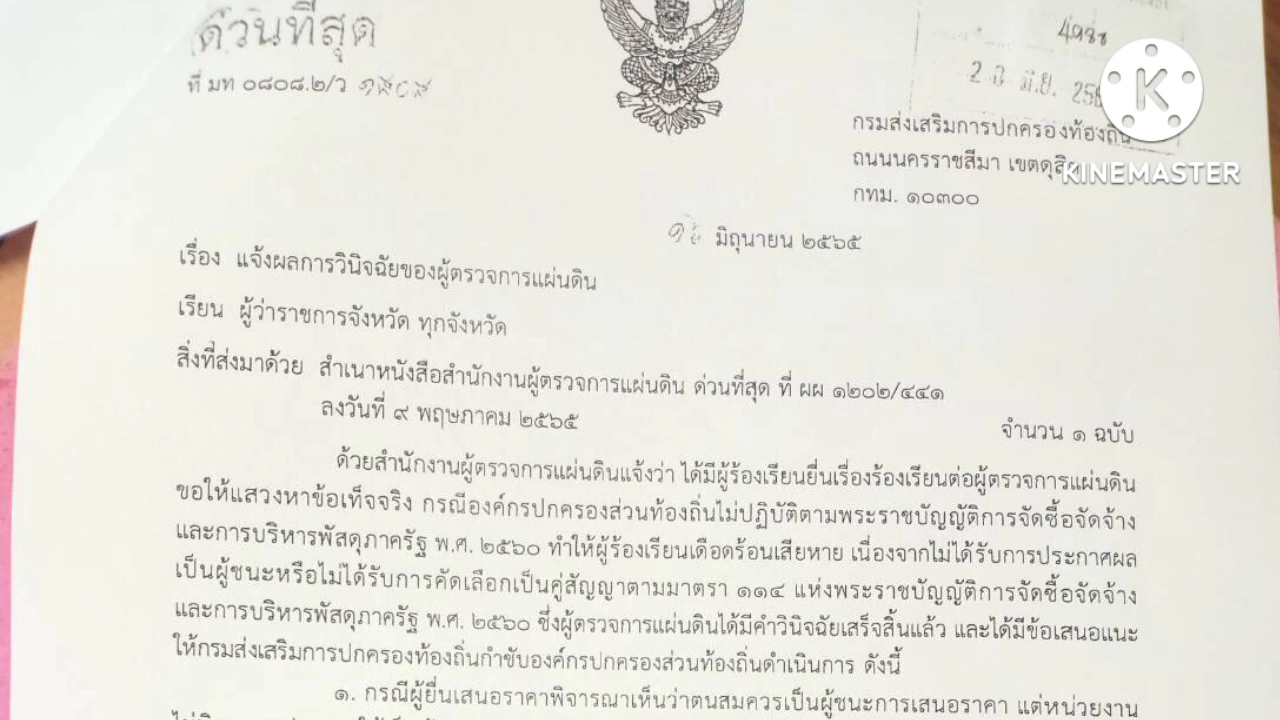 ด่วนที่สุด
ที่ มท ๐๘๐๘.๒/ว
2 มิ.ย.
K
KINEMASTER
กรมส่งเสริมการปกครองท้องถิ่น
ถนนนครราชสีมา เขตดุสิต
กทม. ๑๐๓๐๐
มิถุนายน ๒๕๖๕
เรื่อง แจ้งผลการวินิจฉัยของผู้ตรวจการแผ่นดิน
เรียน ผู้ว่าราชการจังหวัด ทุกจังหวัด
สิ่งที่ส่งมาด้วย สำเนาหนังสือสำนักงานผู้ตรวจการแผ่นดิน ด่วนที่สุด ที่ ผผ ๑๒๐๒/๔๔๑
ลงวันที่ ๙ พฤษภาคม ๒๕๖๕ จำนวน ๑ ฉบับ
ด้วยสำนักงานผู้ตรวจการแผ่นดินแจ้งว่า ได้มีผู้ร้องเรียนยื่นเรื่องร้องเรียนต่อผู้ตรวจการแผ่นดิน
ขอให้แสวงหาข้อเท็จจริง กรณีองค์กรปกครองส่วนท้องถิ่นไม่ปฏิบัติตามพระราชบัญญัติการจัดซื้อจัดจ้าง
และการบริหารพัสดุภาครัฐ พ.ศ. ๒๕๖๐ ทำให้ผู้ร้องเรียนเดือดร้อนเสียหาย เนื่องจากไม่ได้รับการประกาศผล
เป็นผู้ชนะหรือไม่ได้รับการคัดเลือกเป็นคู่สัญญาตามมาตรา ๑๑๔ แห่งพระราชบัญญัติการจัดซื้อจัดจ้าง
และการบริหารพัสดุภาครัฐ พ.ศ. ๒๕๖๐ ซึ่งผู้ตรวจการแผ่นดินได้มีคำวินิจฉัยเสร็จสิ้นแล้ว และได้มีข้อเสนอแนะ
ให้กรมส่งเสริมการปกครองท้องถิ่นกำชับองค์กรปกครองส่วนท้องถิ่นดำเนินการ ดังนี้
๑. กรณีผู้ยื่นเสนอราคาพิจารณาเห็นว่าตนสมควรเป็นผู้ชนะการเสนอราคา แต่หน่วยงาน